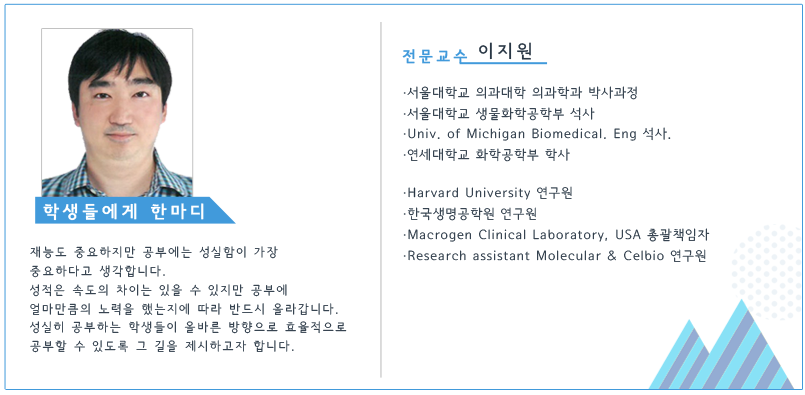 학생들에게 한마디
재능도 중요하지만 공부에는 성실함이 가장
중요하다고 생각합니다.
성적은 속도의 차이는 있을 수 있지만 공부에
얼마만큼의 노력을 했는지에 따라 반드시 올라갑니다.
성실히 공부하는 학생들이 올바른 방향으로 효율적으로
공부할 수 있도록 그 길을 제시하고자 합니다.
전문교수 이지원
·서울대학교 의과대학 의과학과 박사과정
·서울대학교 생물화학공학부 석사
·Univ. of Michigan Biomedical. Eng 석사.
·연세대학교 화학공학부 학사
·Harvard University 연구원
·한국생명공학원 연구원
·Macrogen Clinical Laboratory, USA 총괄책임자
·Research assistant Molecular & Celbio 연구원